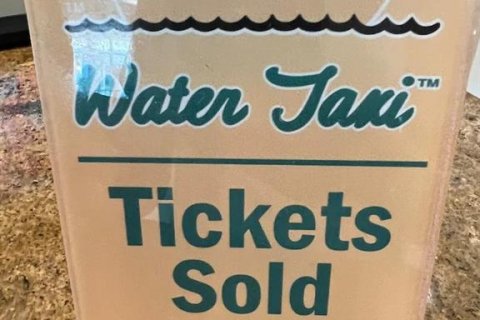 Water Taxi™
Tickets
Sold